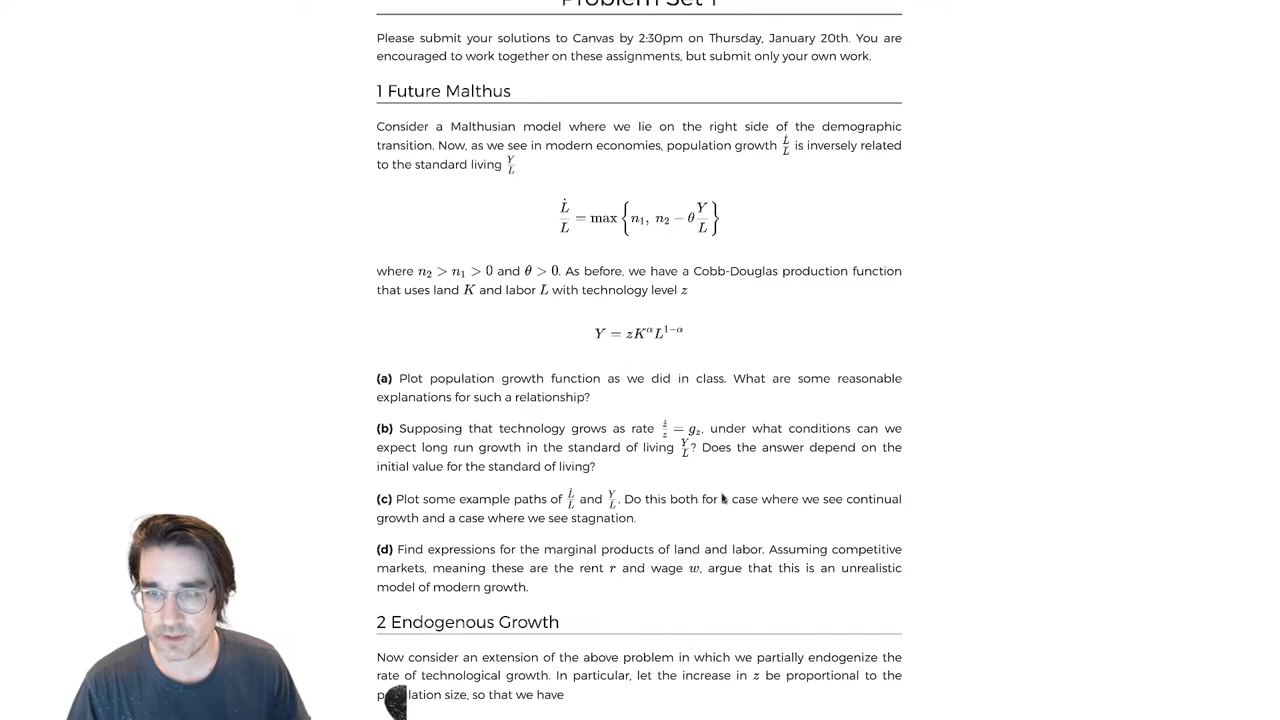 Problem Set 1
Please submit your solutions to Canvas by 2:30pm on Thursday, January 20th. You are
encouraged to work together on these assignments, but submit only your own work.
1 Future Malthus
Consider a Malthusian model where we lie on the right side of the demographic
transition. Now, as we see in modern economies, population growth L̇/L is inversely related
to the standard living Y/L
L̇/L = max { n₁, n₂ − θ Y/L }
where n₂ > n₁ > 0 and θ > 0. As before, we have a Cobb-Douglas production function
that uses land K and labor L with technology level z
Y = zK^α L^{1−α}
(a) Plot population growth function as we did in class. What are some reasonable
explanations for such a relationship?
(b) Supposing that technology grows as rate ż/z = g_z, under what conditions can we
expect long run growth in the standard of living Y/L? Does the answer depend on the
initial value for the standard of living?
(c) Plot some example paths of L̇/L and Y/L. Do this both for a case where we see continual
growth and a case where we see stagnation.
(d) Find expressions for the marginal products of land and labor. Assuming competitive
markets, meaning these are the rent r and wage w, argue that this is an unrealistic
model of modern growth.
2 Endogenous Growth
Now consider an extension of the above problem in which we partially endogenize the
rate of technological growth. In particular, let the increase in z be proportional to the
lation size, so that we have